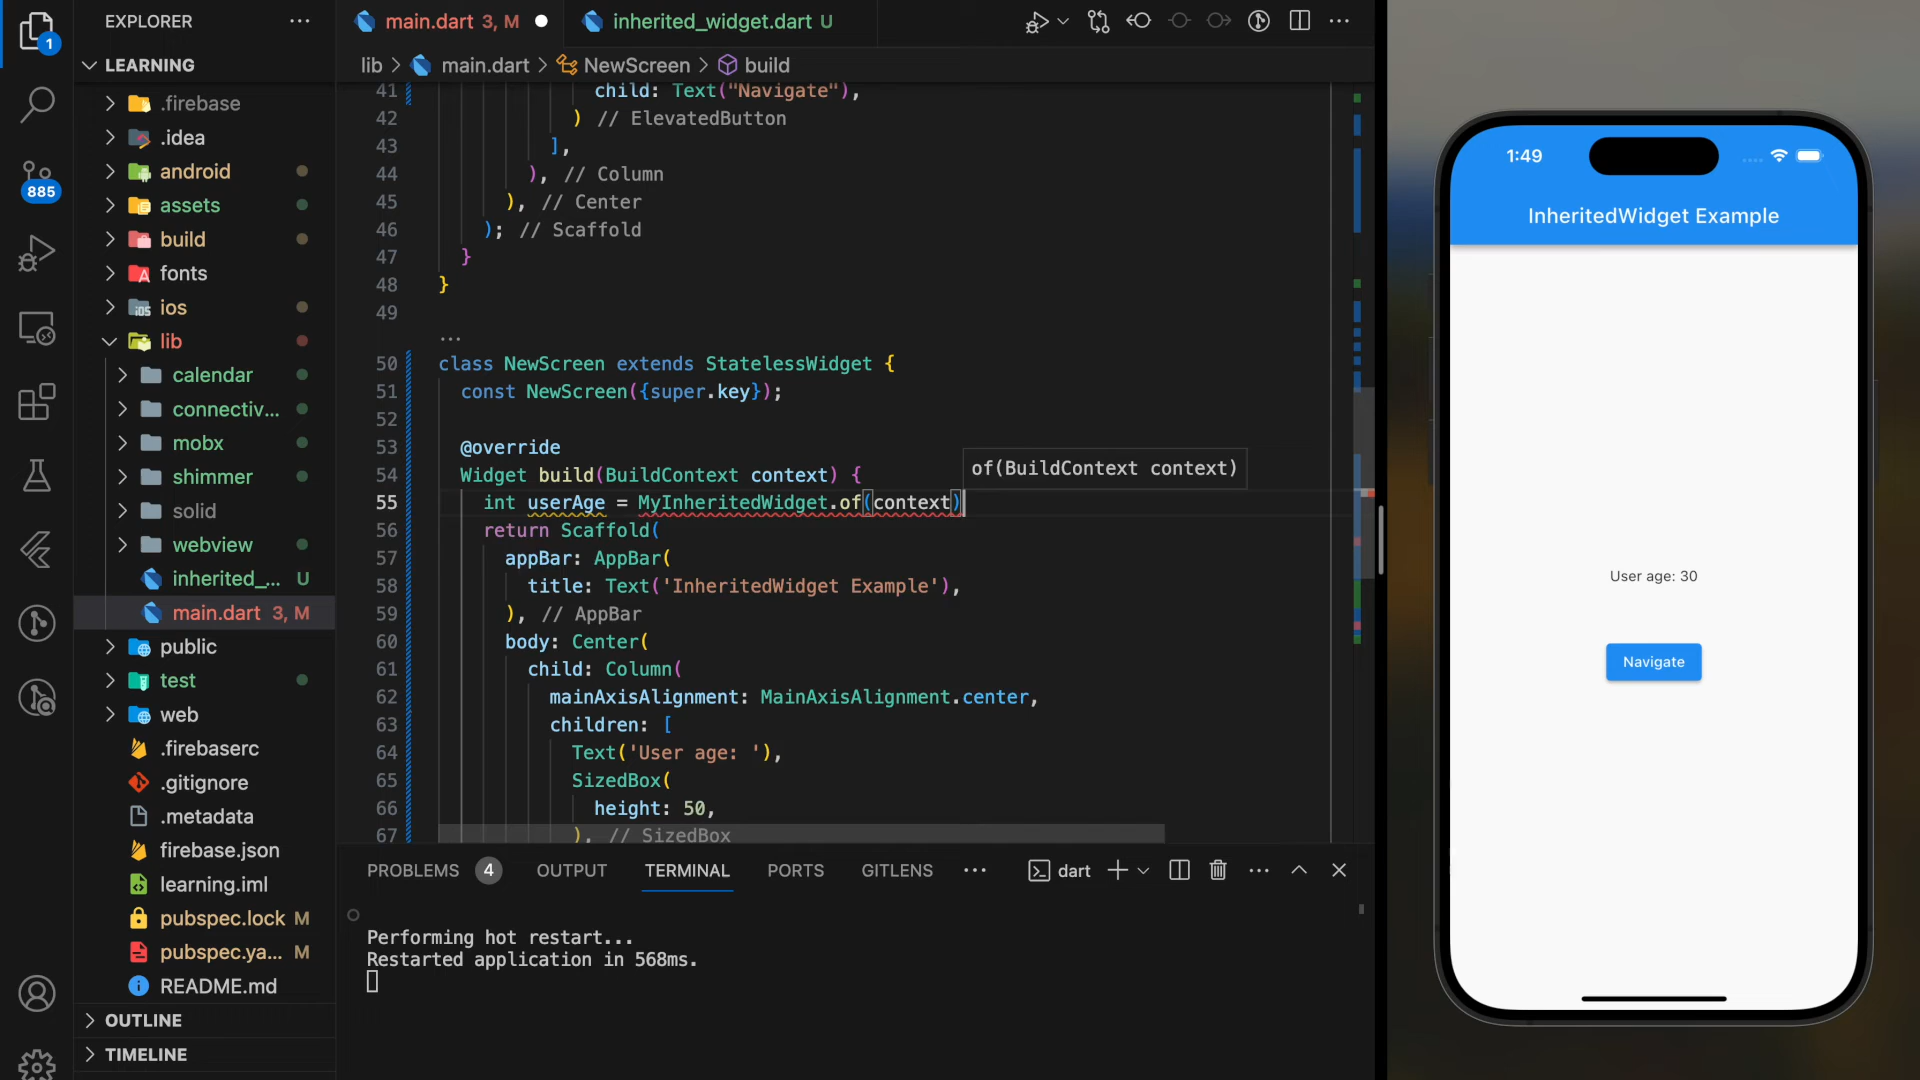 EXPLORER
LEARNING
.firebase
.idea
android
assets
build
fonts
ios
lib
calendar
connectiv...
mobx
shimmer
solid
webview
inherited_... U
main.dart 3, M
public
test
web
.firebaserc
.gitignore
.metadata
firebase.json
learning.iml
pubspec.lock M
pubspec.ya... M
README.md
OUTLINE
TIMELINE
1
885
main.dart 3, M
inherited_widget.dart U
lib > main.dart > NewScreen > build
41 child: Text("Navigate"),
42 ) // ElevatedButton
43 ],
44 ), // Column
45 ), // Center
46 ); // Scaffold
47 }
48 }
49
...
50 class NewScreen extends StatelessWidget {
51 const NewScreen({super.key});
52
53 @override
54 Widget build(BuildContext context) {
of(BuildContext context)
55 int userAge = MyInheritedWidget.of(context)
56 return Scaffold(
57 appBar: AppBar(
58 title: Text('InheritedWidget Example'),
59 ), // AppBar
60 body: Center(
61 child: Column(
62 mainAxisAlignment: MainAxisAlignment.center,
63 children: [
64 Text('User age: '),
65 SizedBox(
66 height: 50,
67 ), // SizedBox
PROBLEMS 4 OUTPUT TERMINAL PORTS GITLENS ... dart
Performing hot restart...
Restarted application in 568ms.
1:49
InheritedWidget Example
User age: 30
Navigate